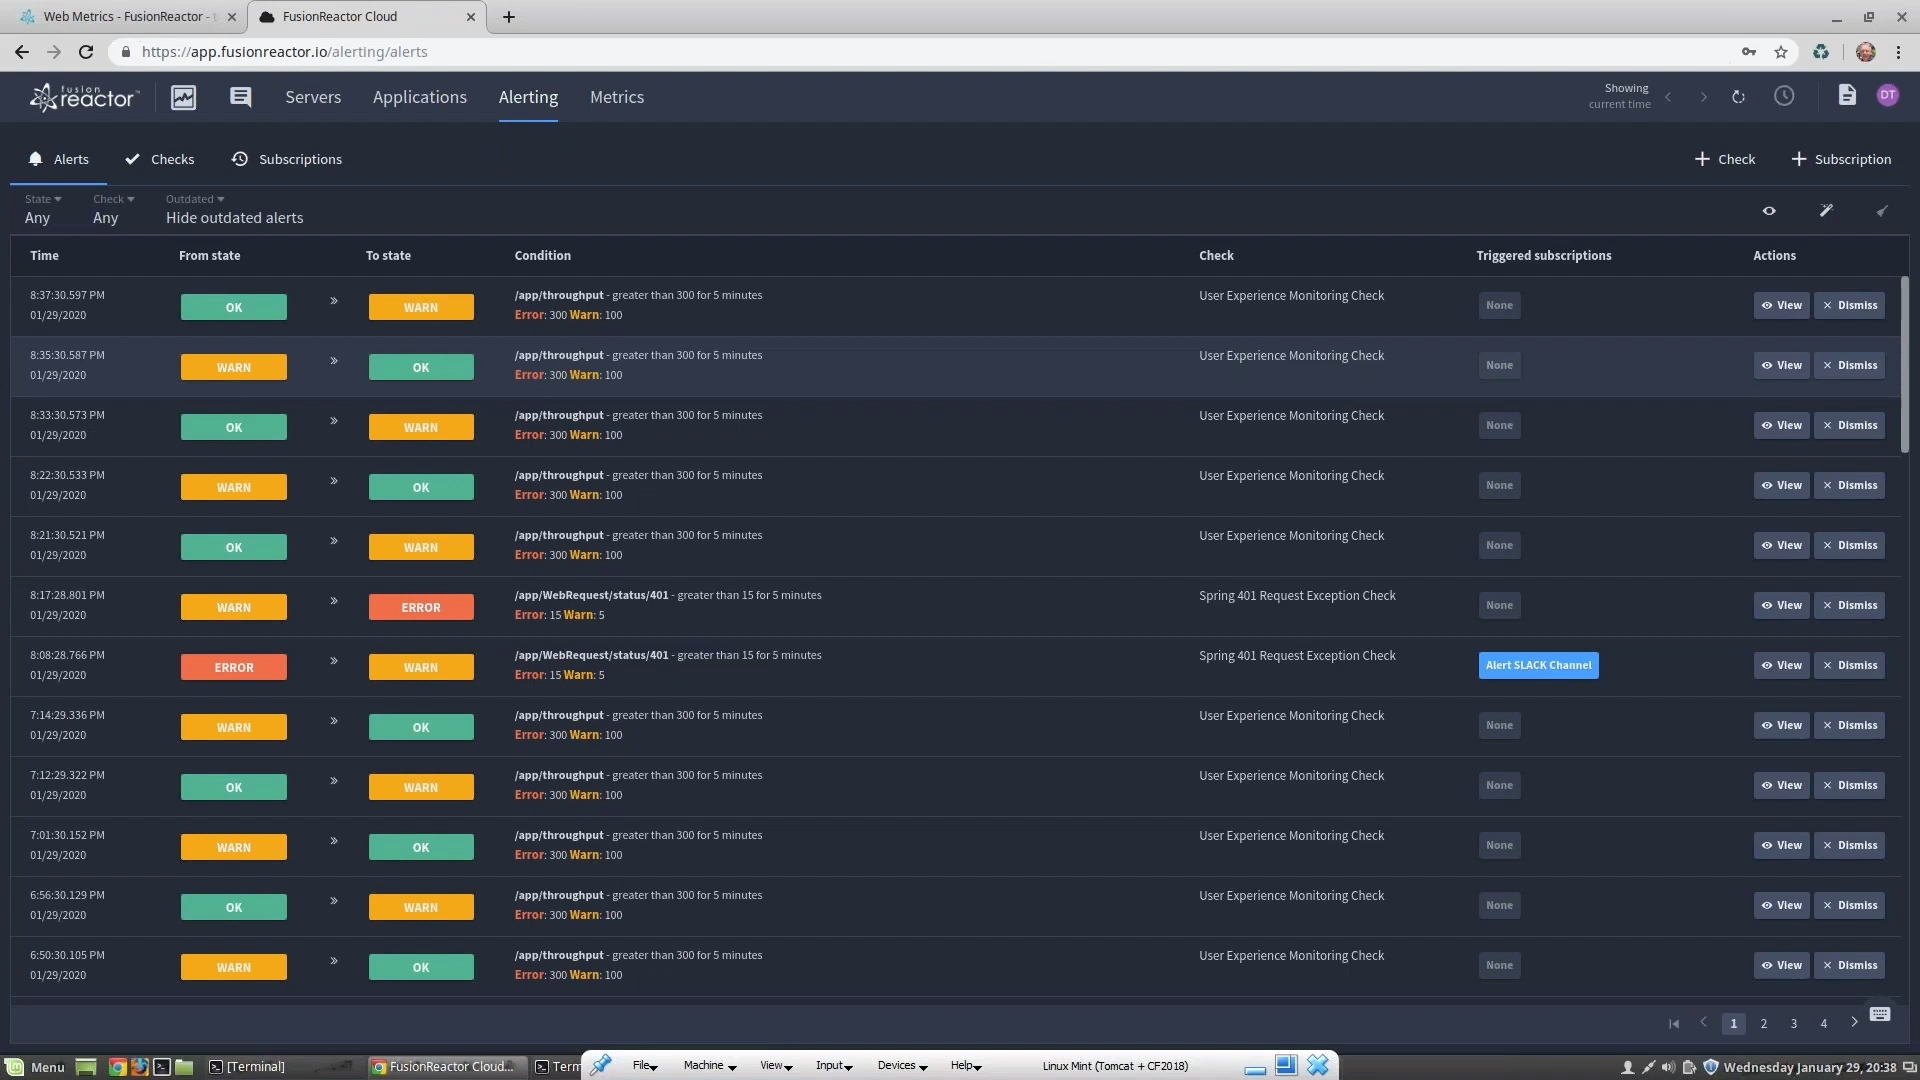 Web Metrics - FusionReactor -
FusionReactor Cloud
https://app.fusionreactor.io/alerting/alerts
fusion reactor
Servers
Applications
Alerting
Metrics
Showing
current time
DT
Alerts
Checks
Subscriptions
Check
Subscription
State
Check
Outdated
Any
Any
Hide outdated alerts
Time From state To state Condition Check Triggered subscriptions Actions
8:37:30.597 PM OK » WARN /app/throughput - greater than 300 for 5 minutes User Experience Monitoring Check None View Dismiss
01/29/2020 Error: 300 Warn: 100
8:35:30.587 PM WARN » OK /app/throughput - greater than 300 for 5 minutes User Experience Monitoring Check None View Dismiss
01/29/2020 Error: 300 Warn: 100
8:33:30.573 PM OK » WARN /app/throughput - greater than 300 for 5 minutes User Experience Monitoring Check None View Dismiss
01/29/2020 Error: 300 Warn: 100
8:22:30.533 PM WARN » OK /app/throughput - greater than 300 for 5 minutes User Experience Monitoring Check None View Dismiss
01/29/2020 Error: 300 Warn: 100
8:21:30.521 PM OK » WARN /app/throughput - greater than 300 for 5 minutes User Experience Monitoring Check None View Dismiss
01/29/2020 Error: 300 Warn: 100
8:17:28.801 PM WARN » ERROR /app/WebRequest/status/401 - greater than 15 for 5 minutes Spring 401 Request Exception Check None View Dismiss
01/29/2020 Error: 15 Warn: 5
8:08:28.766 PM ERROR » WARN /app/WebRequest/status/401 - greater than 15 for 5 minutes Spring 401 Request Exception Check Alert SLACK Channel View Dismiss
01/29/2020 Error: 15 Warn: 5
7:14:29.336 PM WARN » OK /app/throughput - greater than 300 for 5 minutes User Experience Monitoring Check None View Dismiss
01/29/2020 Error: 300 Warn: 100
7:12:29.322 PM OK » WARN /app/throughput - greater than 300 for 5 minutes User Experience Monitoring Check None View Dismiss
01/29/2020 Error: 300 Warn: 100
7:01:30.152 PM WARN » OK /app/throughput - greater than 300 for 5 minutes User Experience Monitoring Check None View Dismiss
01/29/2020 Error: 300 Warn: 100
6:56:30.129 PM OK » WARN /app/throughput - greater than 300 for 5 minutes User Experience Monitoring Check None View Dismiss
01/29/2020 Error: 300 Warn: 100
6:50:30.105 PM WARN » OK /app/throughput - greater than 300 for 5 minutes User Experience Monitoring Check None View Dismiss
01/29/2020 Error: 300 Warn: 100
1 2 3 4
Menu [Terminal] FusionReactor Cloud... Term File Machine View Input Devices Help Linux Mint (Tomcat + CF2018) Wednesday January 29, 20:38